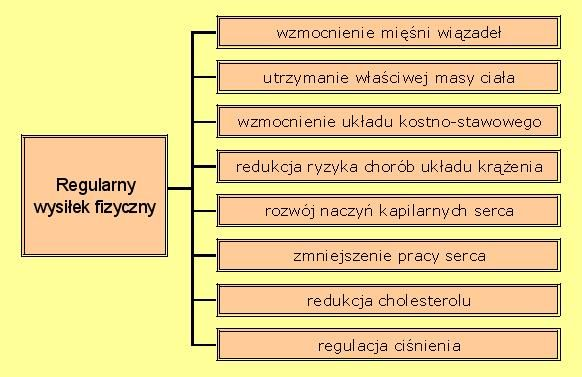 Regularny
wysiłek fizyczny
wzmocnienie mięśni wiązadeł
utrzymanie właściwej masy ciała
wzmocnienie układu kostno-stawowego
redukcja ryzyka chorób układu krążenia
rozwój naczyń kapilarnych serca
zmniejszenie pracy serca
redukcja cholesterolu
regulacja ciśnienia